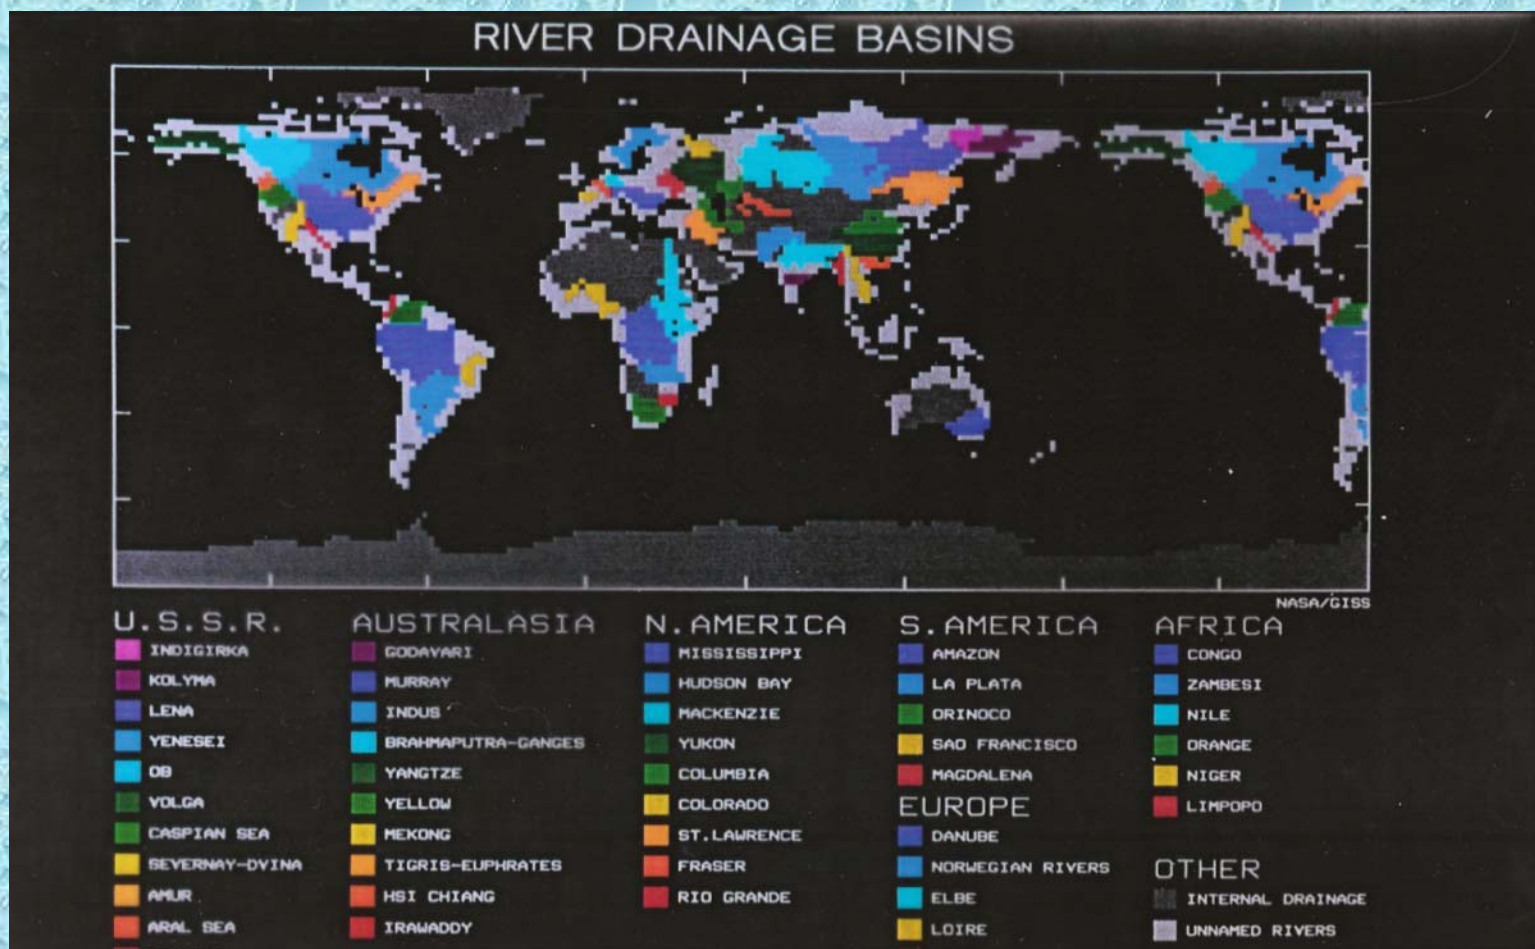 RIVER DRAINAGE BASINS
NASA/GISS
U.S.S.R.
INDIGIRKA
KOLYMA
LENA
YENESEI
OB
VOLGA
CASPIAN SEA
SEVERNAY-DVINA
AMUR
ARAL SEA
AUSTRALASIA
GODAVARI
MURRAY
INDUS
BRAHMAPUTRA-GANGES
YANGTZE
YELLOW
MEKONG
TIGRIS-EUPHRATES
HSI CHIANG
IRAWADDY
N.AMERICA
MISSISSIPPI
HUDSON BAY
MACKENZIE
YUKON
COLUMBIA
COLORADO
ST.LAWRENCE
FRASER
RIO GRANDE
S.AMERICA
AMAZON
LA PLATA
ORINOCO
SAO FRANCISCO
MAGDALENA
EUROPE
DANUBE
NORWEGIAN RIVERS
ELBE
LOIRE
AFRICA
CONGO
ZAMBESI
NILE
ORANGE
NIGER
LIMPOPO
OTHER
INTERNAL DRAINAGE
UNNAMED RIVERS